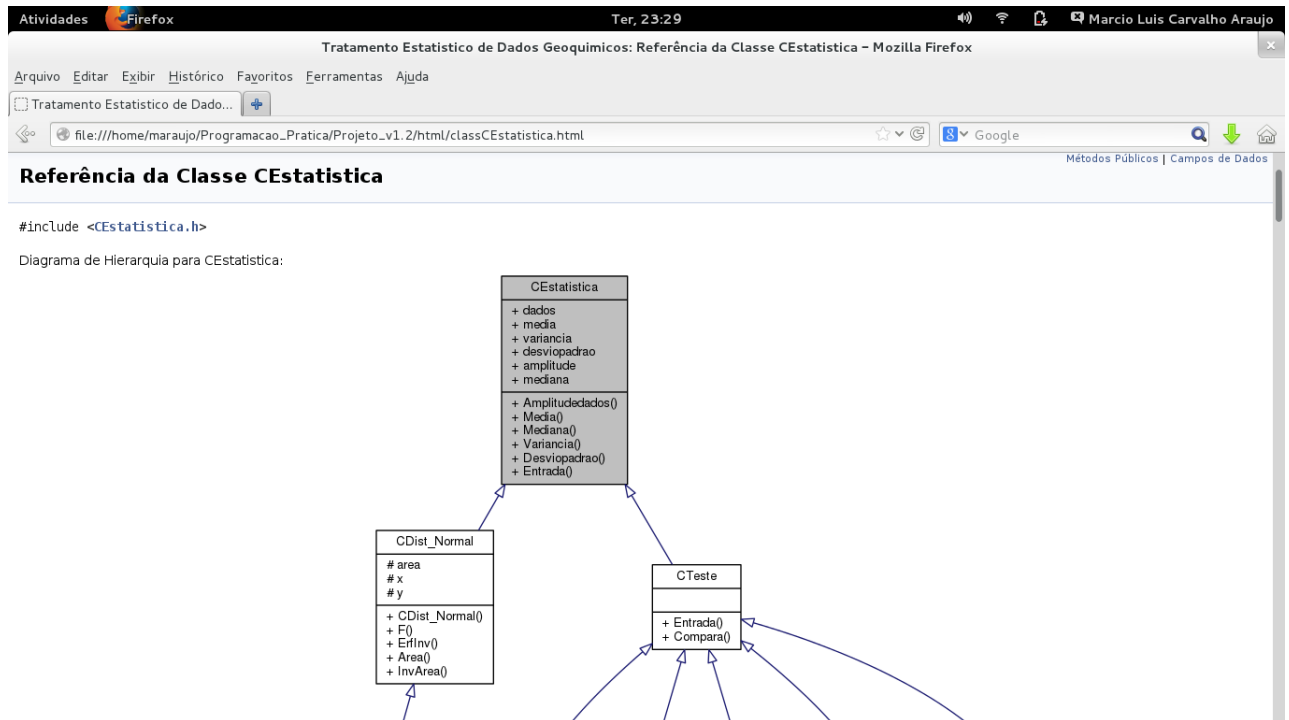 Atividades Firefox Ter, 23:29 Marcio Luis Carvalho Araujo
Tratamento Estatistico de Dados Geoquimicos: Referência da Classe CEstatistica - Mozilla Firefox
Arquivo Editar Exibir Histórico Favoritos Ferramentas Ajuda
Tratamento Estatistico de Dado...
file:///home/maraujo/Programacao_Pratica/Projeto_v1.2/html/classCEstatistica.html 8 Google
Métodos Públicos | Campos de Dados
Referência da Classe CEstatistica
#include <CEstatistica.h>
Diagrama de Hierarquia para CEstatistica:
CEstatistica
+ dados
+ media
+ variancia
+ desviopadrao
+ amplitude
+ mediana
+ Amplitudedados()
+ Media()
+ Mediana()
+ Variancia()
+ Desviopadrao()
+ Entrada()
CDist_Normal
# area
# x
# y
+ CDist_Normal()
+ F()
+ ErfInv()
+ Area()
+ InvArea()
CTeste
+ Entrada()
+ Compara()